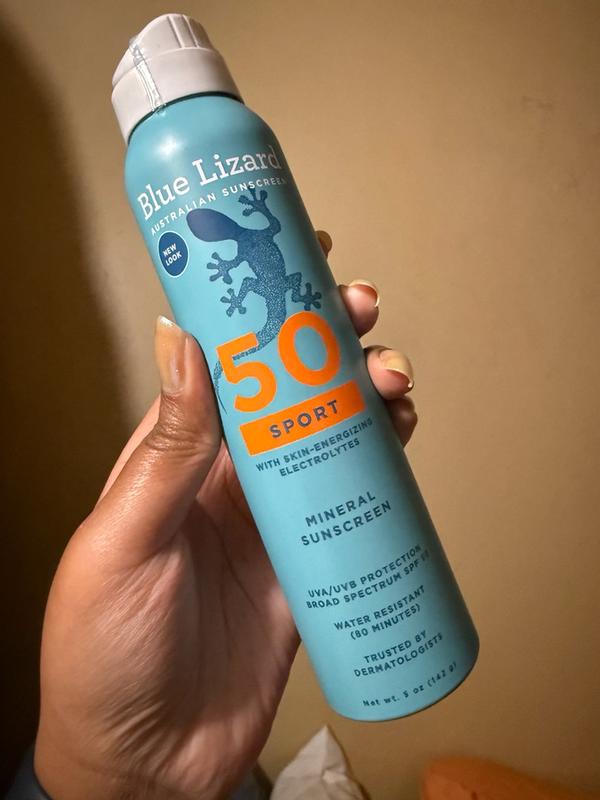 Blue Lizard
AUSTRALIAN SUNSCREEN
NEW
LOOK
50
SPORT
WITH SKIN-ENERGIZING
ELECTROLYTES
MINERAL
SUNSCREEN
UVA/UVB PROTECTION
BROAD SPECTRUM SPF
WATER RESISTANT
(80 MINUTES)
TRUSTED BY
DERMATOLOGISTS
Net wt. 5 oz (142 g)